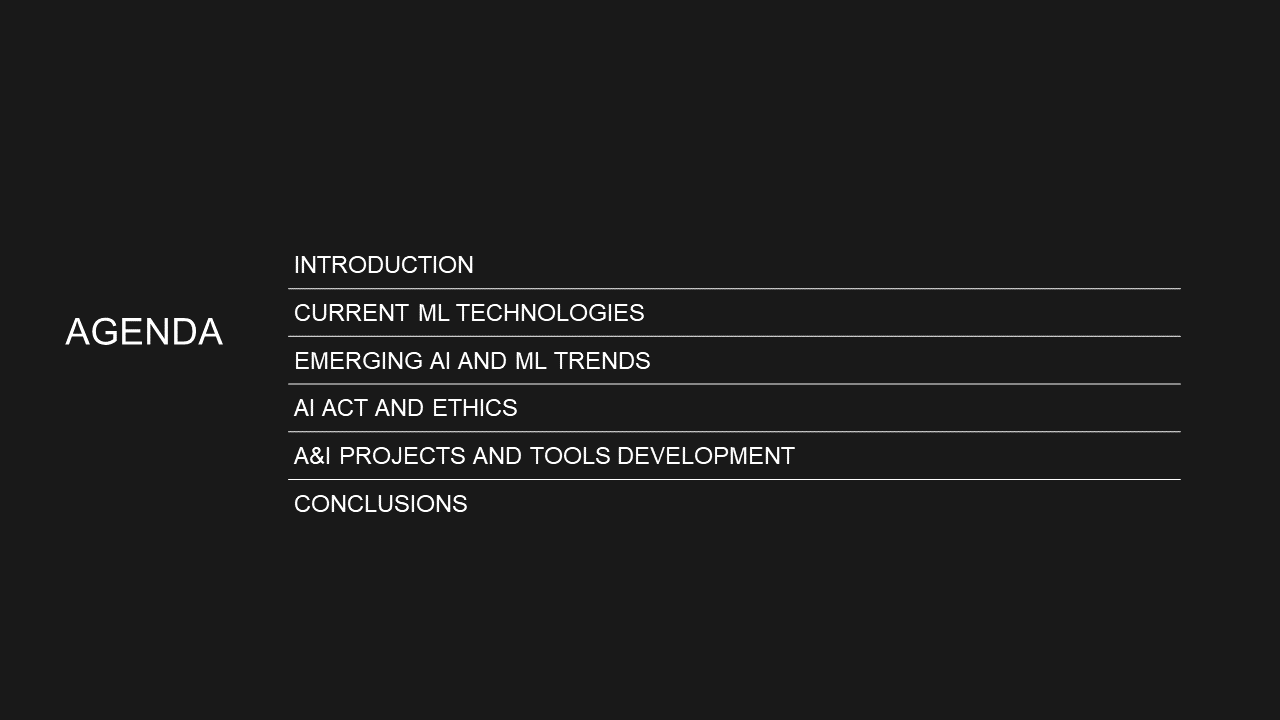 AGENDA
INTRODUCTION
CURRENT ML TECHNOLOGIES
EMERGING AI AND ML TRENDS
AI ACT AND ETHICS
A&I PROJECTS AND TOOLS DEVELOPMENT
CONCLUSIONS